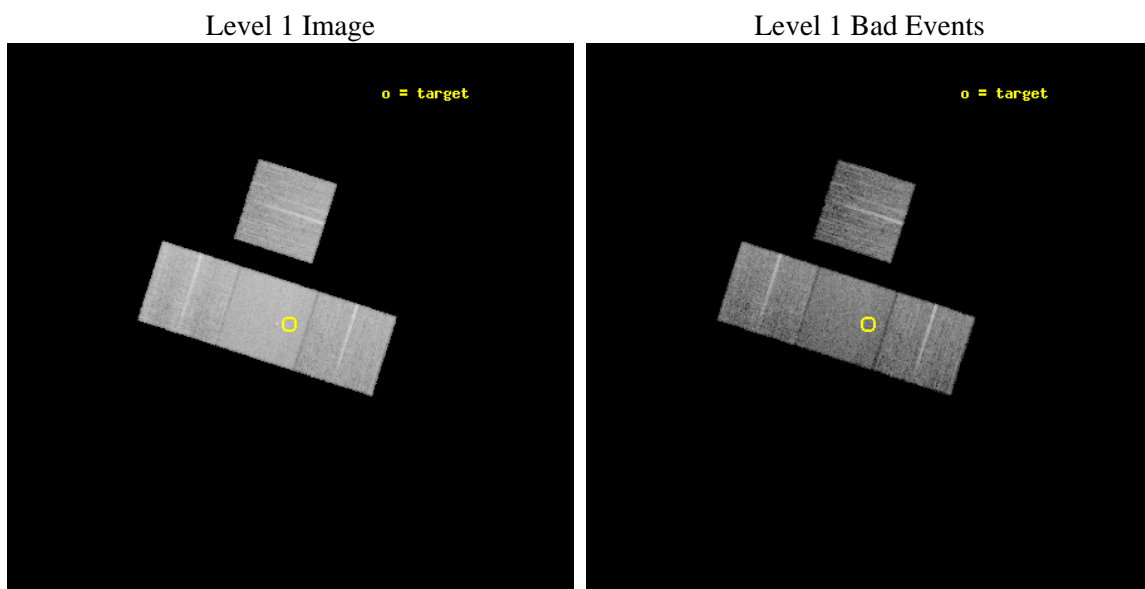 Level 1 Image
Level 1 Bad Events
o = target
o = target